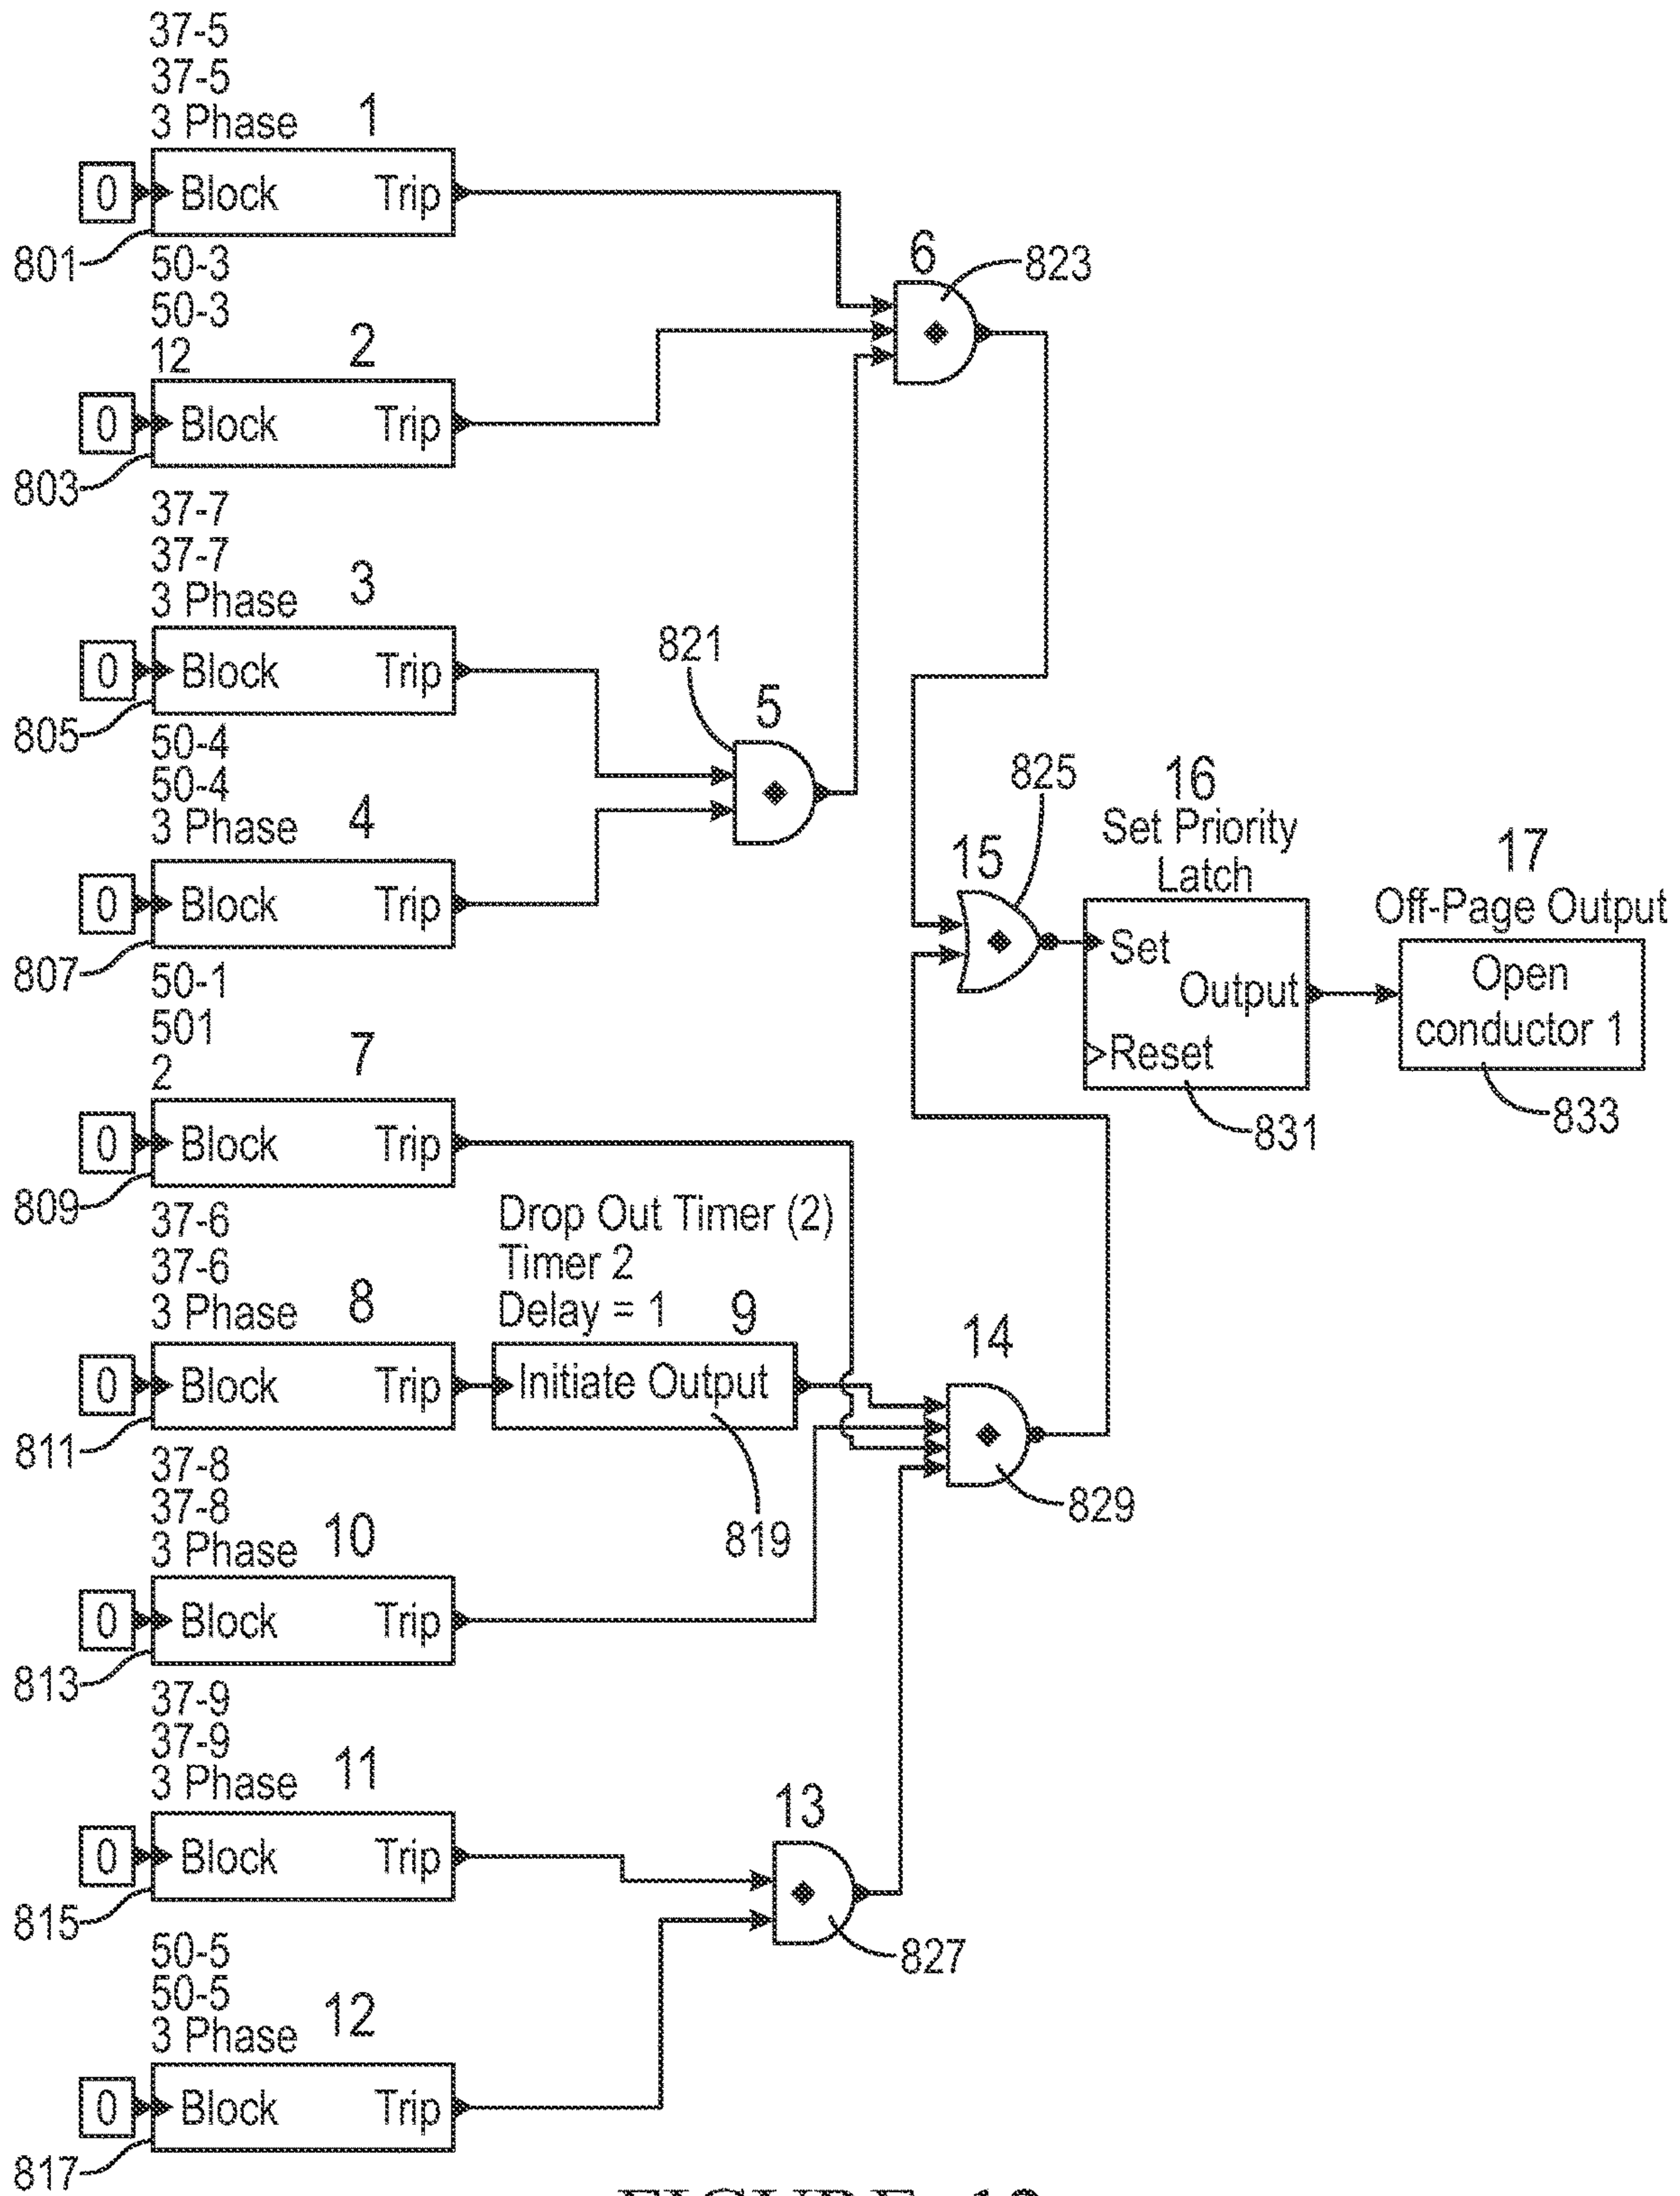 37-5
37-5
3 Phase 1
0 Block Trip
801
50-3
50-3
12 2
0 Block Trip
803
6
823
37-7
37-7
3 Phase 3
0 Block Trip
805
50-4
50-4
3 Phase 4
0 Block Trip
807
821
5
50-1
501
2 7
0 Block Trip
809
825
15
16
Set Priority
Latch
Set
Output
Reset
831
17
Off-Page Output
Open
conductor 1
833
37-6
37-6
3 Phase 8
0 Block Trip
811
Drop Out Timer (2)
Timer 2
Delay = 1 9
Initiate Output
819
14
829
37-8
37-8
3 Phase 10
0 Block Trip
813
37-9
37-9
3 Phase 11
0 Block Trip
815
13
827
50-5
50-5
3 Phase 12
0 Block Trip
817